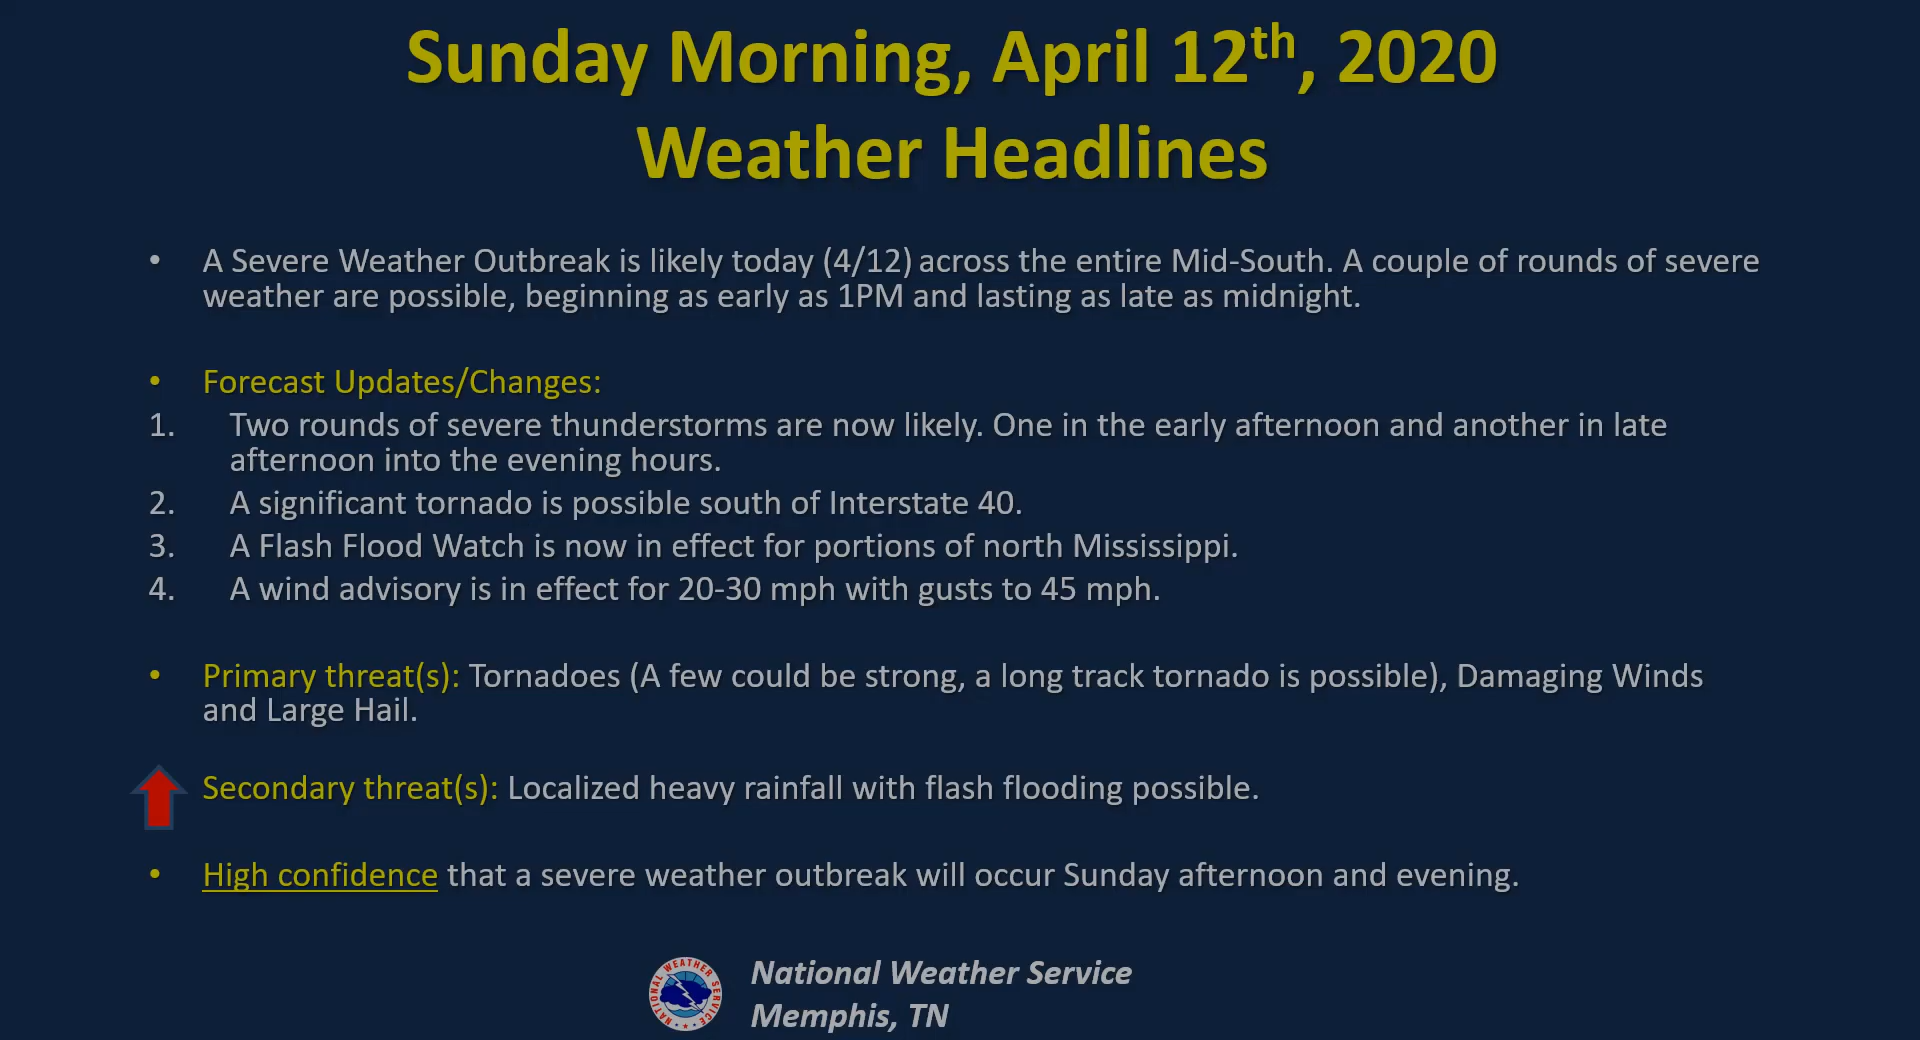 Sunday Morning, April 12th, 2020
Weather Headlines
• A Severe Weather Outbreak is likely today (4/12) across the entire Mid-South. A couple of rounds of severe
weather are possible, beginning as early as 1PM and lasting as late as midnight.
• Forecast Updates/Changes:
1. Two rounds of severe thunderstorms are now likely. One in the early afternoon and another in late
afternoon into the evening hours.
2. A significant tornado is possible south of Interstate 40.
3. A Flash Flood Watch is now in effect for portions of north Mississippi.
4. A wind advisory is in effect for 20-30 mph with gusts to 45 mph.
• Primary threat(s): Tornadoes (A few could be strong, a long track tornado is possible), Damaging Winds
and Large Hail.
Secondary threat(s): Localized heavy rainfall with flash flooding possible.
• High confidence that a severe weather outbreak will occur Sunday afternoon and evening.
NATIONAL WEATHER SERVICE
National Weather Service
Memphis, TN